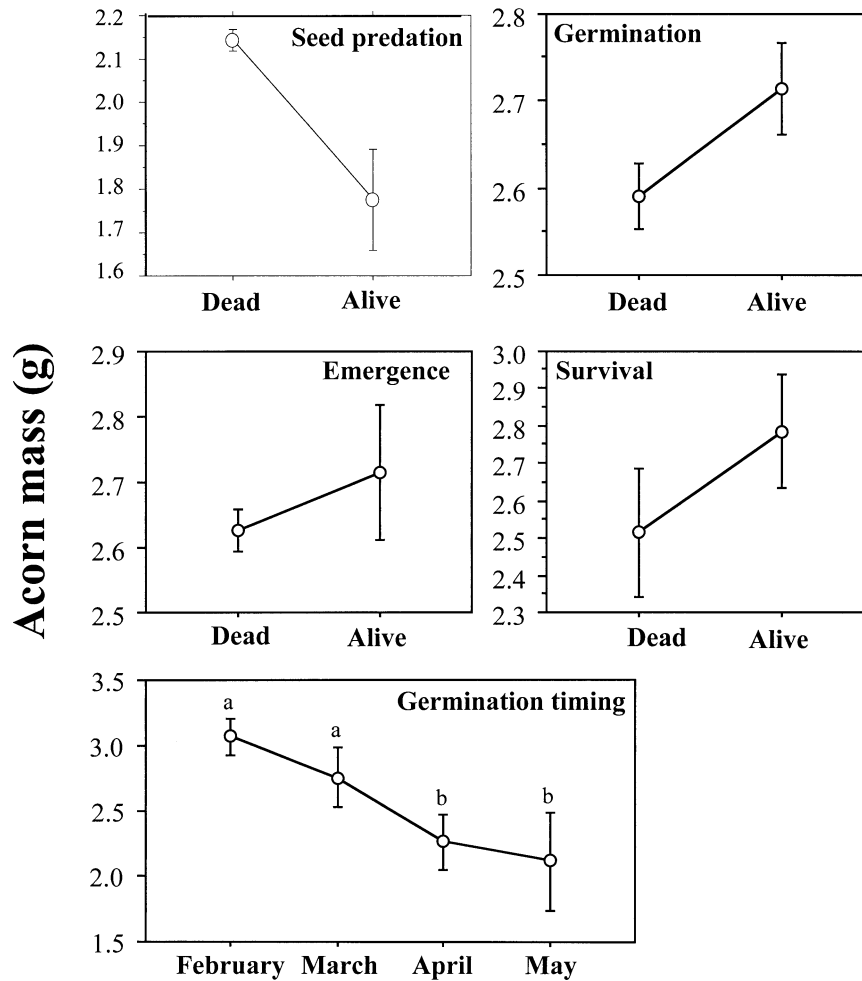 Acorn mass (g)
Seed predation
2.2
2.1
2.0
1.9
1.8
1.7
1.6
Dead Alive
Germination
2.8
2.7
2.6
2.5
Dead Alive
Emergence
2.9
2.8
2.7
2.6
2.5
Dead Alive
Survival
3.0
2.9
2.8
2.7
2.6
2.5
2.4
2.3
Dead Alive
Germination timing
3.5
3.0
2.5
2.0
1.5
a
a
b
b
February March April May